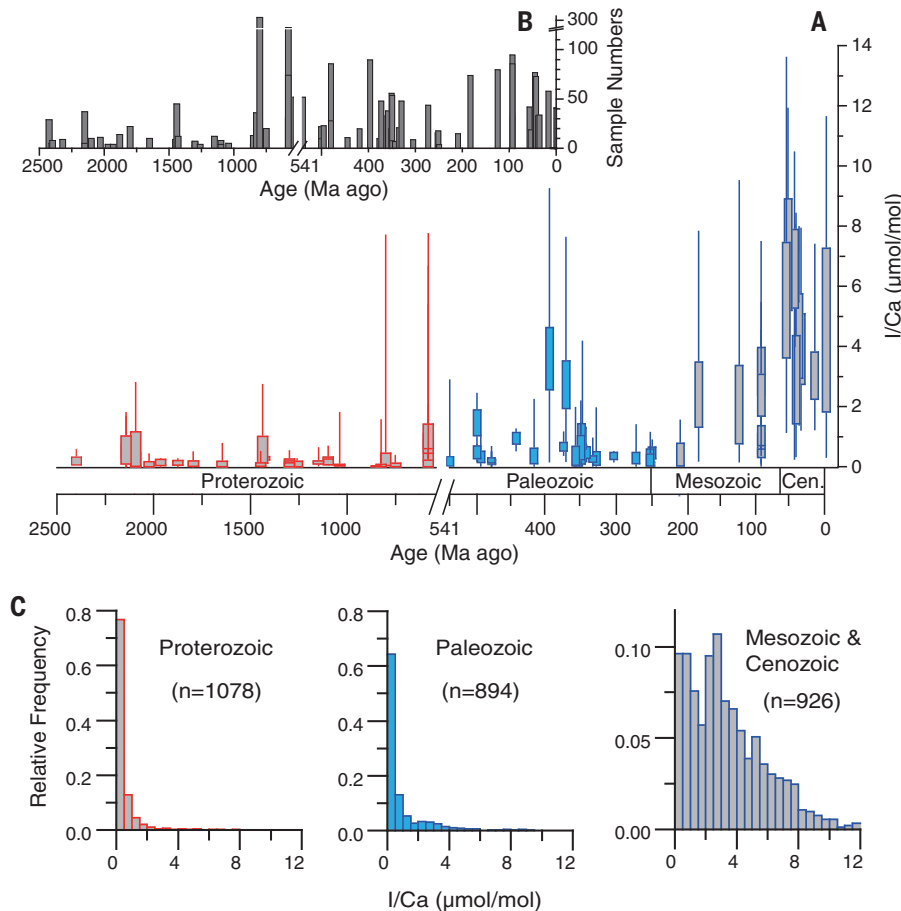 B
A
300
100
50
0
Sample Numbers
2500
2000
1500
1000
541
400
300
200
100
0
Age (Ma ago)
14
12
10
8
6
4
2
0
I/Ca (μmol/mol)
Proterozoic
Paleozoic
Mesozoic
Cen.
2500
2000
1500
1000
541
400
300
200
100
0
Age (Ma ago)
Age (Ma ago)
C
Relative Frequency
0.8
0.6
0.4
0.2
0.0
Proterozoic
(n=1078)
0
4
8
12
0.8
0.6
0.4
0.2
0.0
Paleozoic
(n=894)
0
4
8
12
0.10
0.05
0.00
Mesozoic &
Cenozoic
(n=926)
0
4
8
12
I/Ca (μmol/mol)